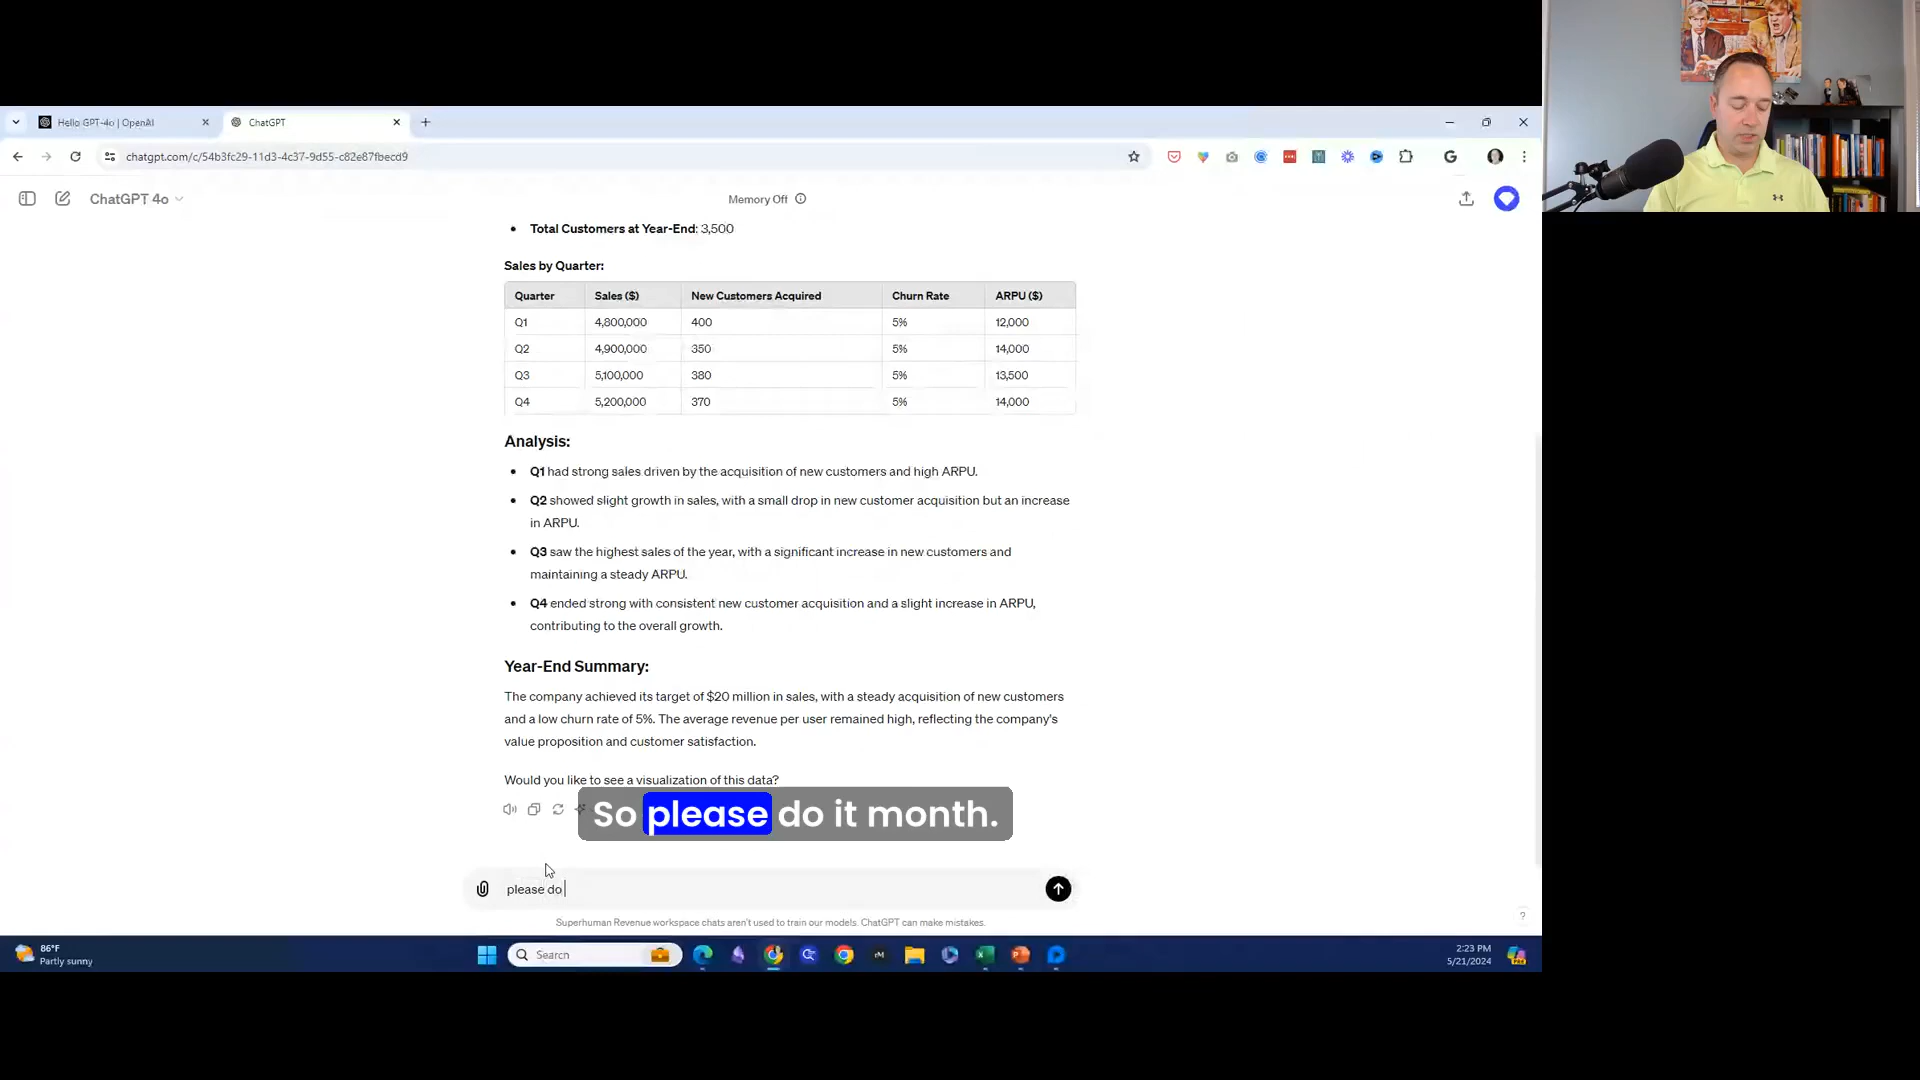 Hello GPT-4o | OpenAI
ChatGPT
chatgpt.com/c/54b3fc29-11d3-4c37-9d55-c82e87fbecd9
ChatGPT 4o
Memory Off
Total Customers at Year-End: 3,500
Sales by Quarter:
Quarter Sales ($) New Customers Acquired Churn Rate ARPU ($)
Q1 4,800,000 400 5% 12,000
Q2 4,900,000 350 5% 14,000
Q3 5,100,000 380 5% 13,500
Q4 5,200,000 370 5% 14,000
Analysis:
Q1 had strong sales driven by the acquisition of new customers and high ARPU.
Q2 showed slight growth in sales, with a small drop in new customer acquisition but an increase
in ARPU.
Q3 saw the highest sales of the year, with a significant increase in new customers and
maintaining a steady ARPU.
Q4 ended strong with consistent new customer acquisition and a slight increase in ARPU,
contributing to the overall growth.
Year-End Summary:
The company achieved its target of $20 million in sales, with a steady acquisition of new customers
and a low churn rate of 5%. The average revenue per user remained high, reflecting the company's
value proposition and customer satisfaction.
Would you like to see a visualization of this data?
So please do it month.
please do
Superhuman Revenue workspace chats aren't used to train our models. ChatGPT can make mistakes.
?
86°F
Partly sunny
Search
2:23 PM
5/21/2024